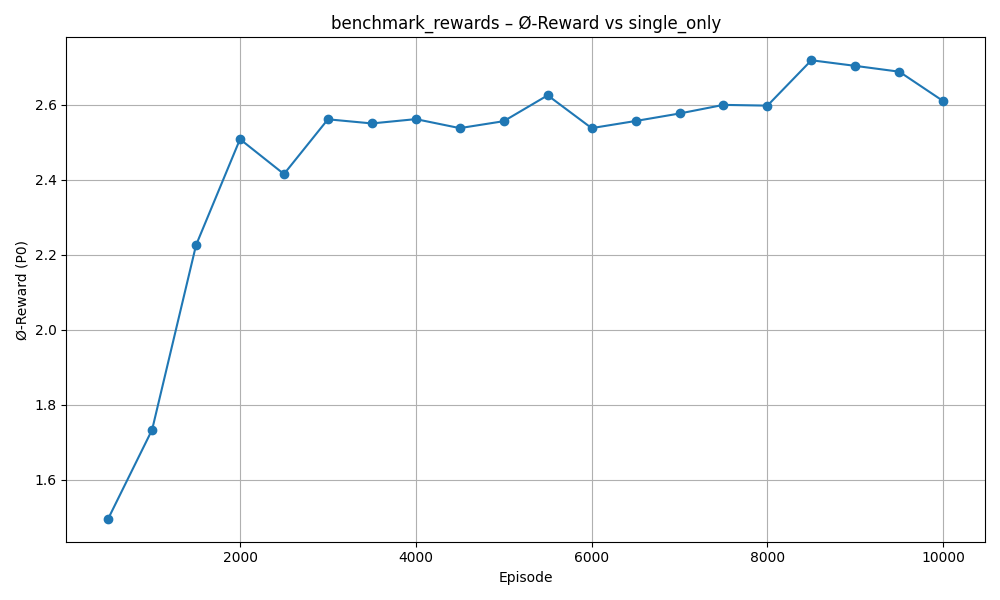 benchmark_rewards – Ø-Reward vs single_only
Ø-Reward (P0)
2.6
2.4
2.2
2.0
1.8
1.6
2000 4000 6000 8000 10000
Episode